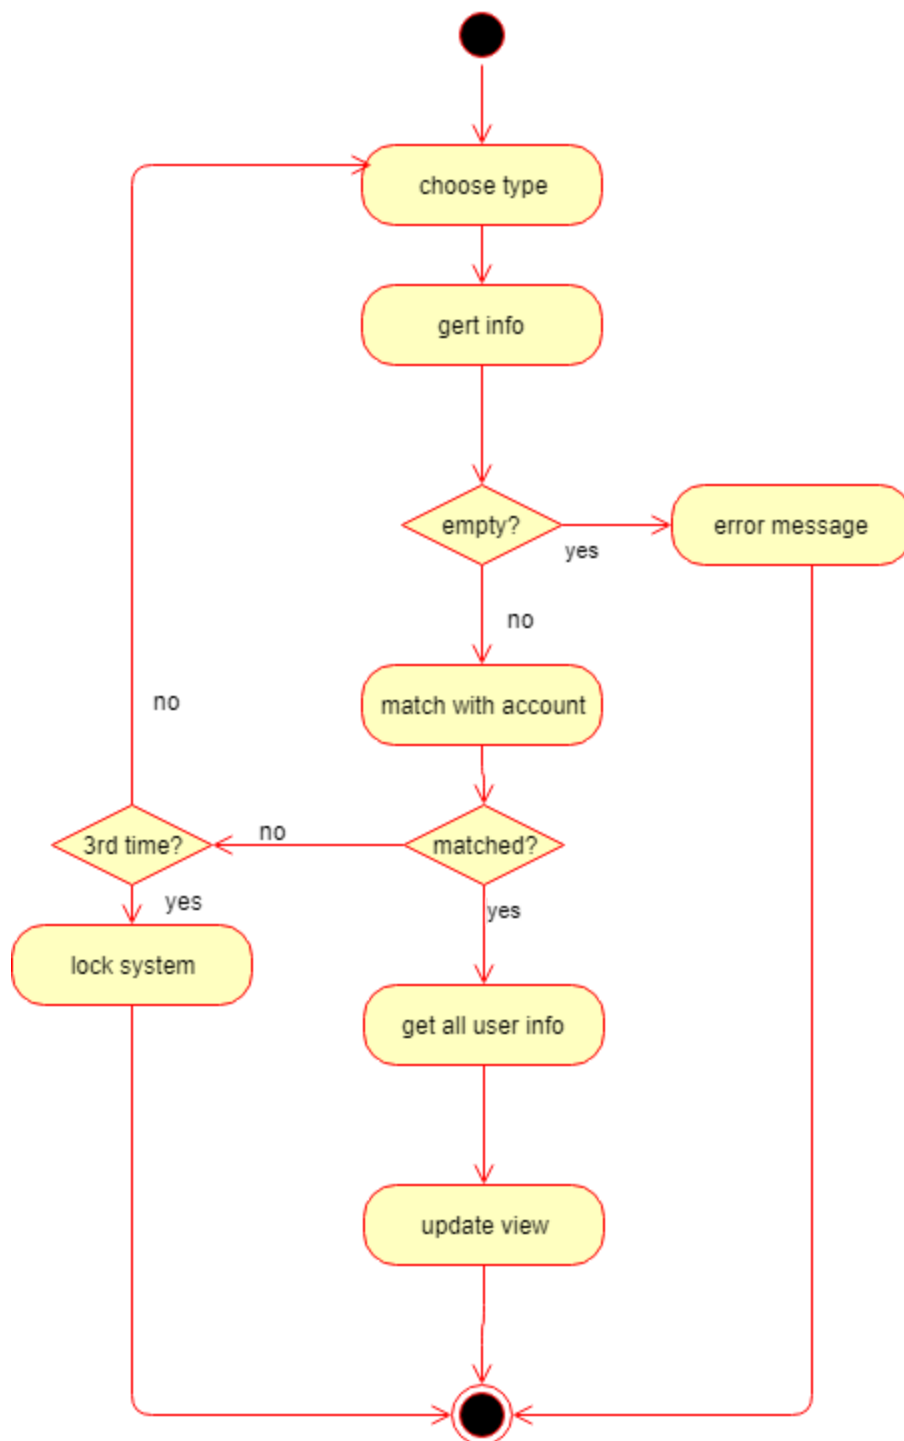 choose type
gert info
empty?
yes
error message
no
match with account
no
3rd time?
no
matched?
yes
yes
lock system
get all user info
update view